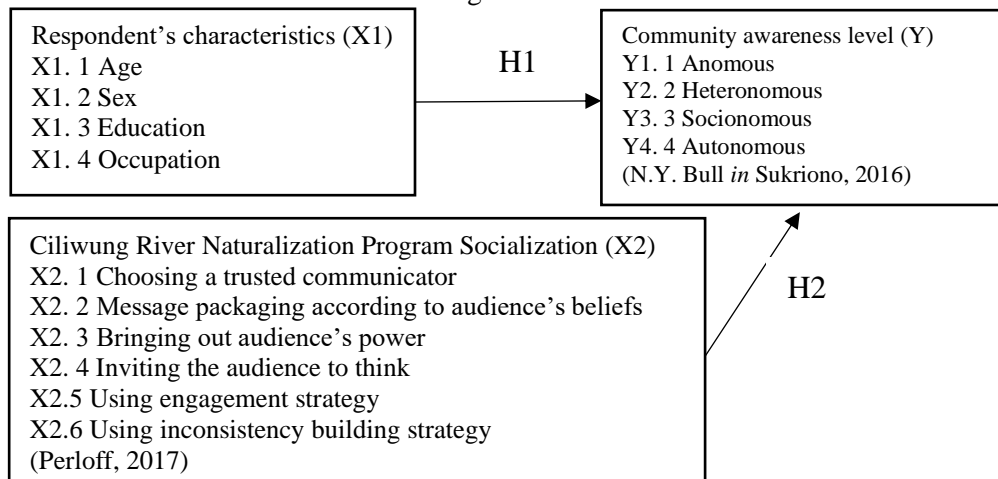 Respondent's characteristics (X1)
X1. 1 Age
X1. 2 Sex
X1. 3 Education
X1. 4 Occupation
H1
Community awareness level (Y)
Y1. 1 Anomous
Y2. 2 Heteronomous
Y3. 3 Socionomous
Y4. 4 Autonomous
(N.Y. Bull in Sukriono, 2016)
Ciliwung River Naturalization Program Socialization (X2)
X2. 1 Choosing a trusted communicator
X2. 2 Message packaging according to audience's beliefs
X2. 3 Bringing out audience's power
X2. 4 Inviting the audience to think
X2.5 Using engagement strategy
X2.6 Using inconsistency building strategy
(Perloff, 2017)
H2